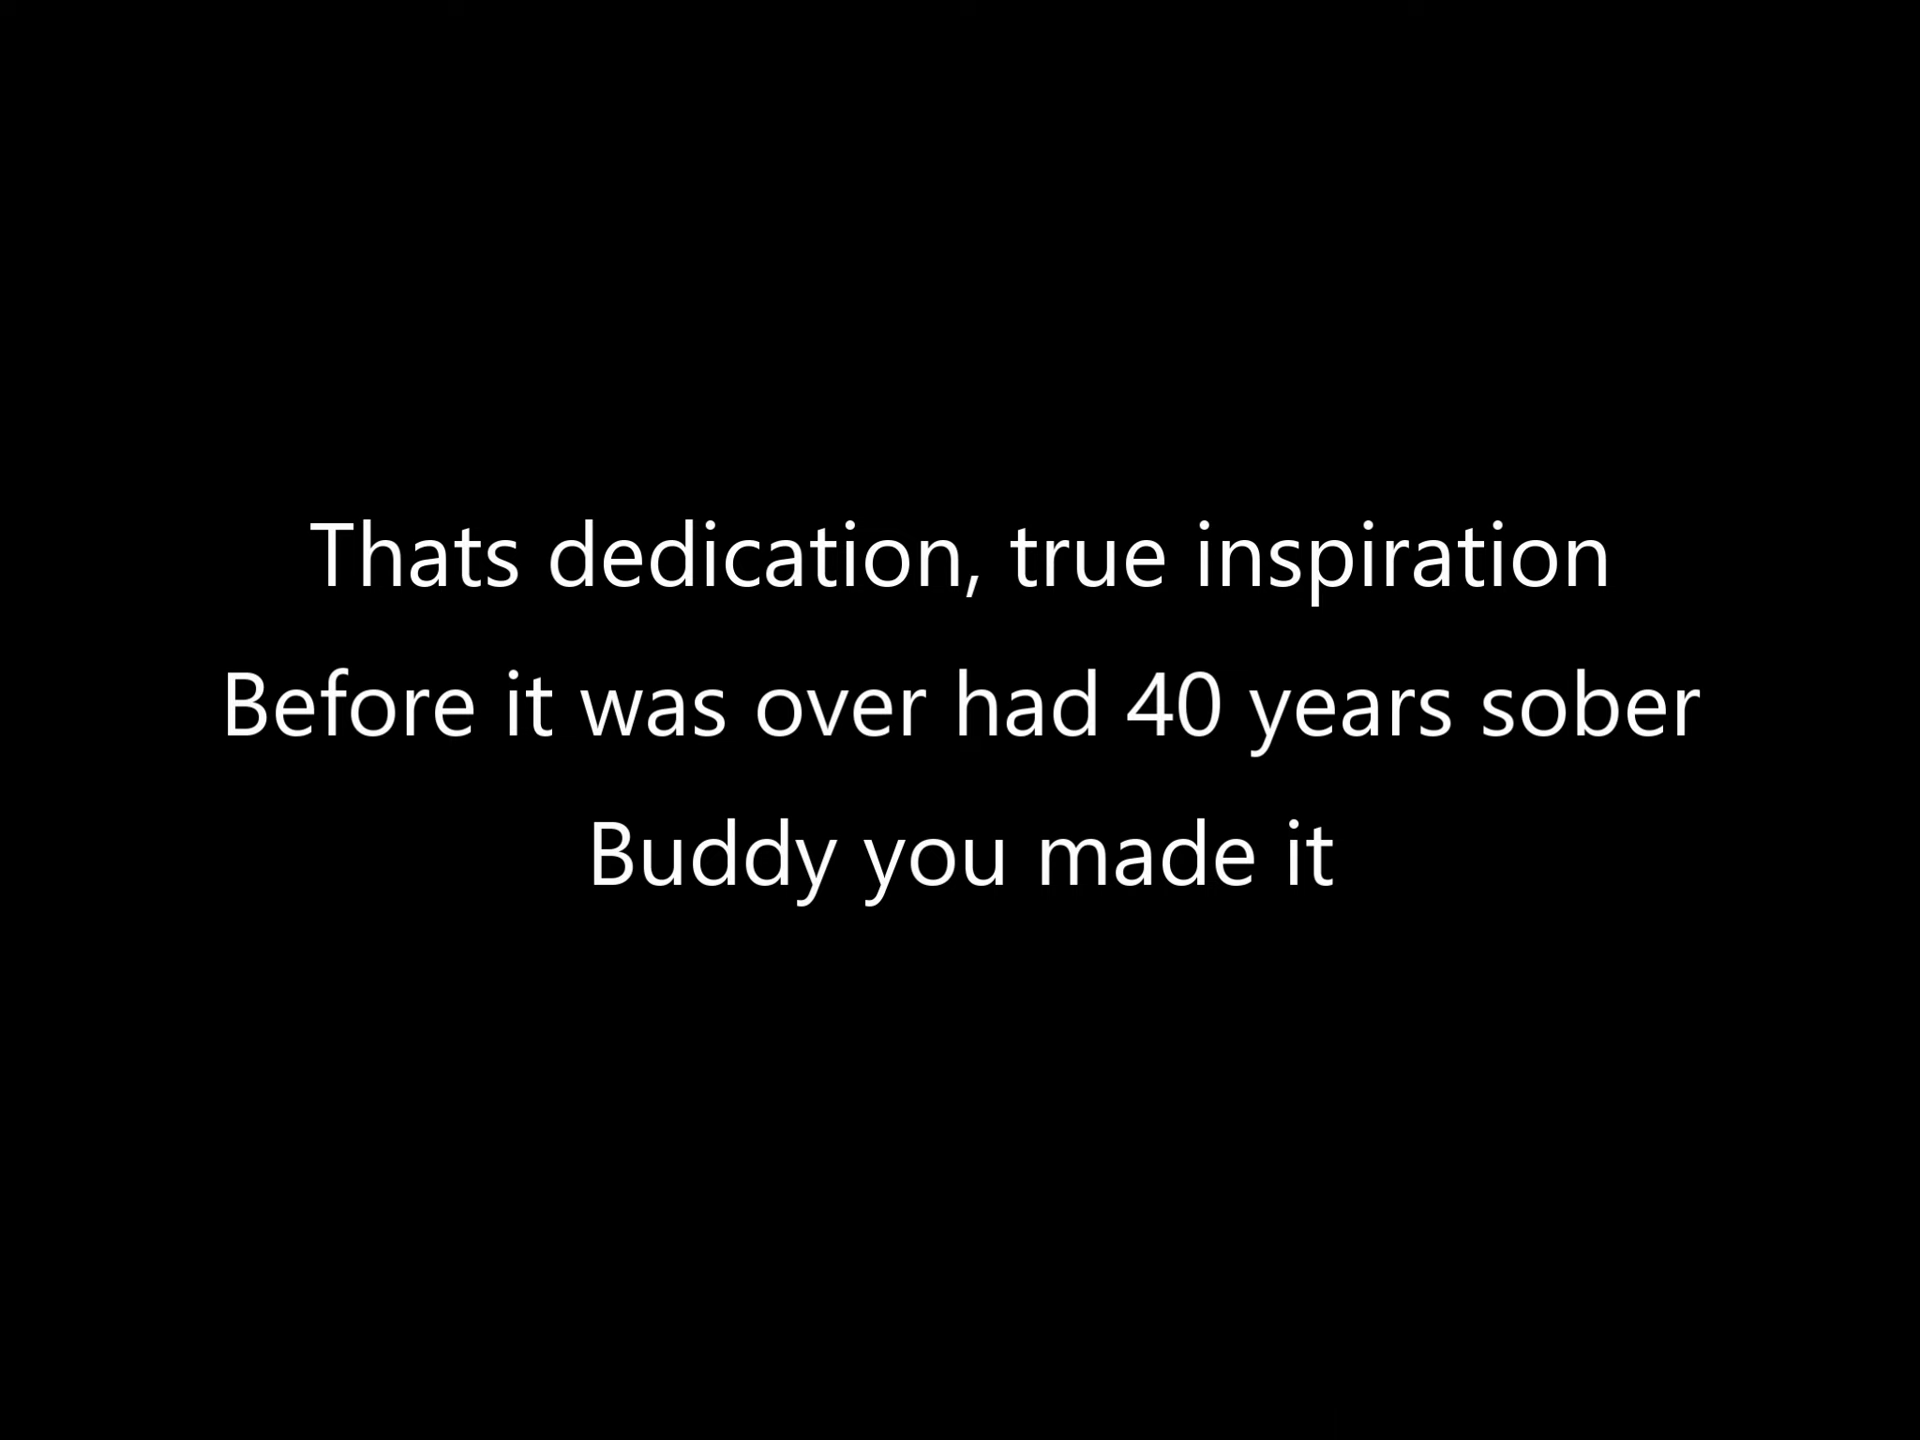 Thats dedication, true inspiration
Before it was over had 40 years sober
Buddy you made it